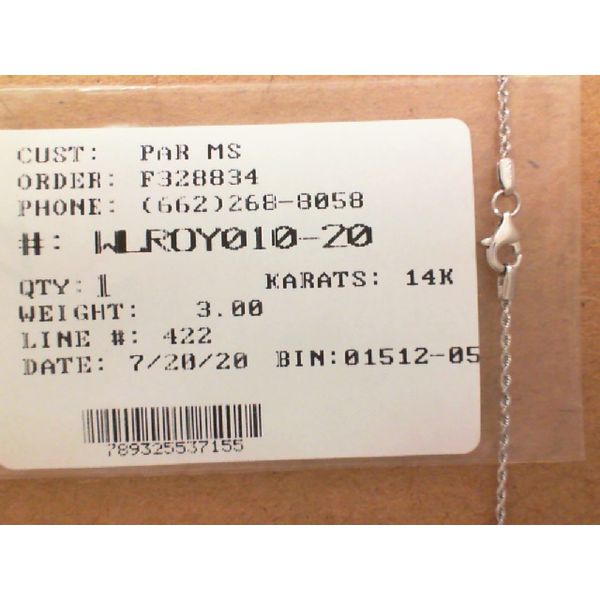 CUST: PAR MS
ORDER: F328834
PHONE: (662)268-8058
#: WLROY010-20
QTY: 1 KARATS: 14K
WEIGHT: 3.00
LINE #: 422
DATE: 7/20/20 BIN:01512-05
789325537155